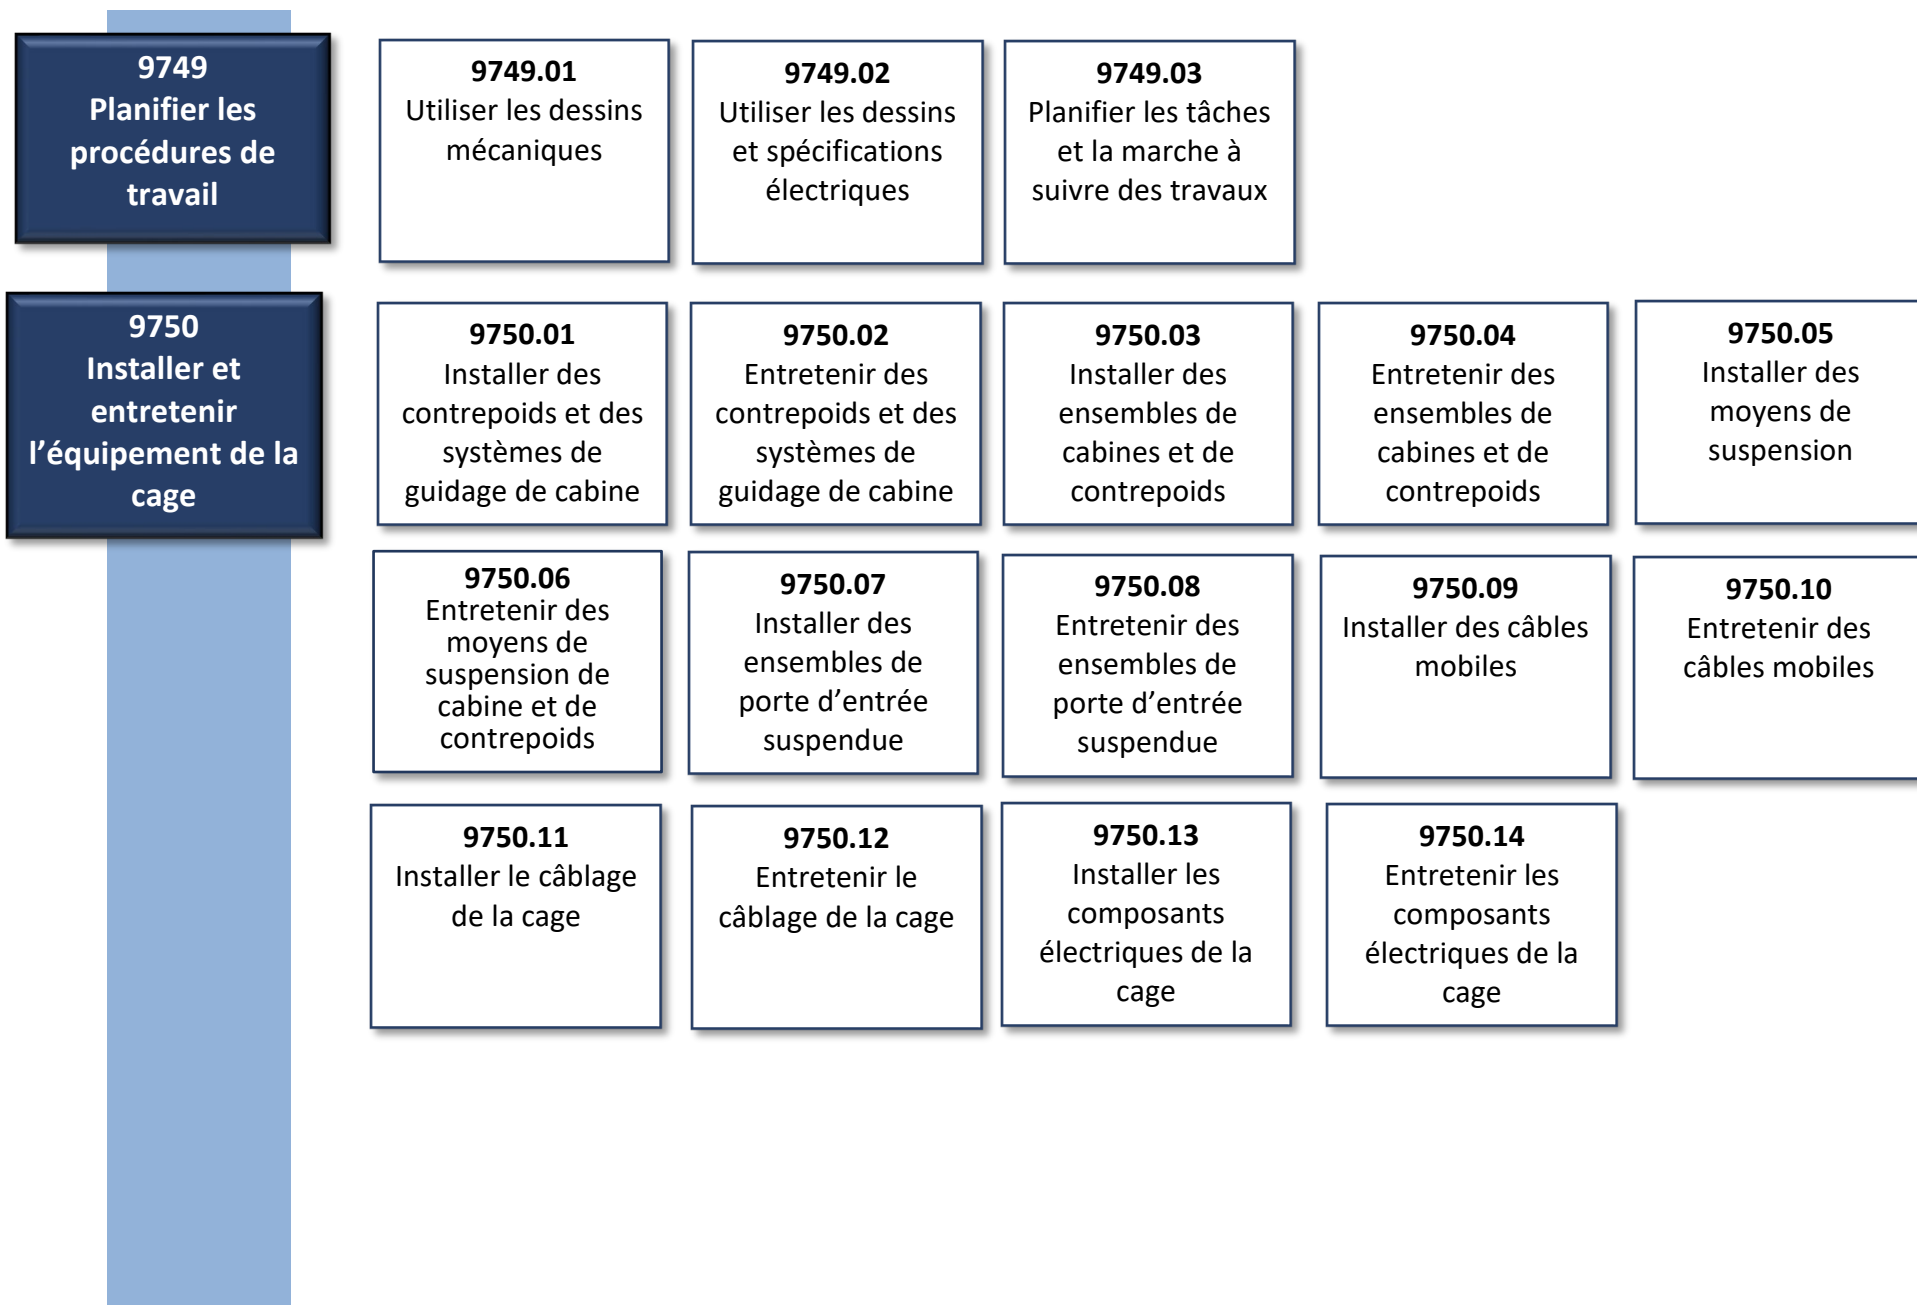 9749
Planifier les
procédures de
travail
9749.01
Utiliser les dessins
mécaniques
9749.02
Utiliser les dessins
et spécifications
électriques
9749.03
Planifier les tâches
et la marche à
suivre des travaux
9750
Installer et
entretenir
l’équipement de la
cage
9750.01
Installer des
contrepoids et des
systèmes de
guidage de cabine
9750.02
Entretenir des
contrepoids et des
systèmes de
guidage de cabine
9750.03
Installer des
ensembles de
cabines et de
contrepoids
9750.04
Entretenir des
ensembles de
cabines et de
contrepoids
9750.05
Installer des
moyens de
suspension
9750.06
Entretenir des
moyens de
suspension de
cabine et de
contrepoids
9750.07
Installer des
ensembles de
porte d’entrée
suspendue
9750.08
Entretenir des
ensembles de
porte d’entrée
suspendue
9750.09
Installer des câbles
mobiles
9750.10
Entretenir des
câbles mobiles
9750.11
Installer le câblage
de la cage
9750.12
Entretenir le
câblage de la cage
9750.13
Installer les
composants
électriques de la
cage
9750.14
Entretenir les
composants
électriques de la
cage